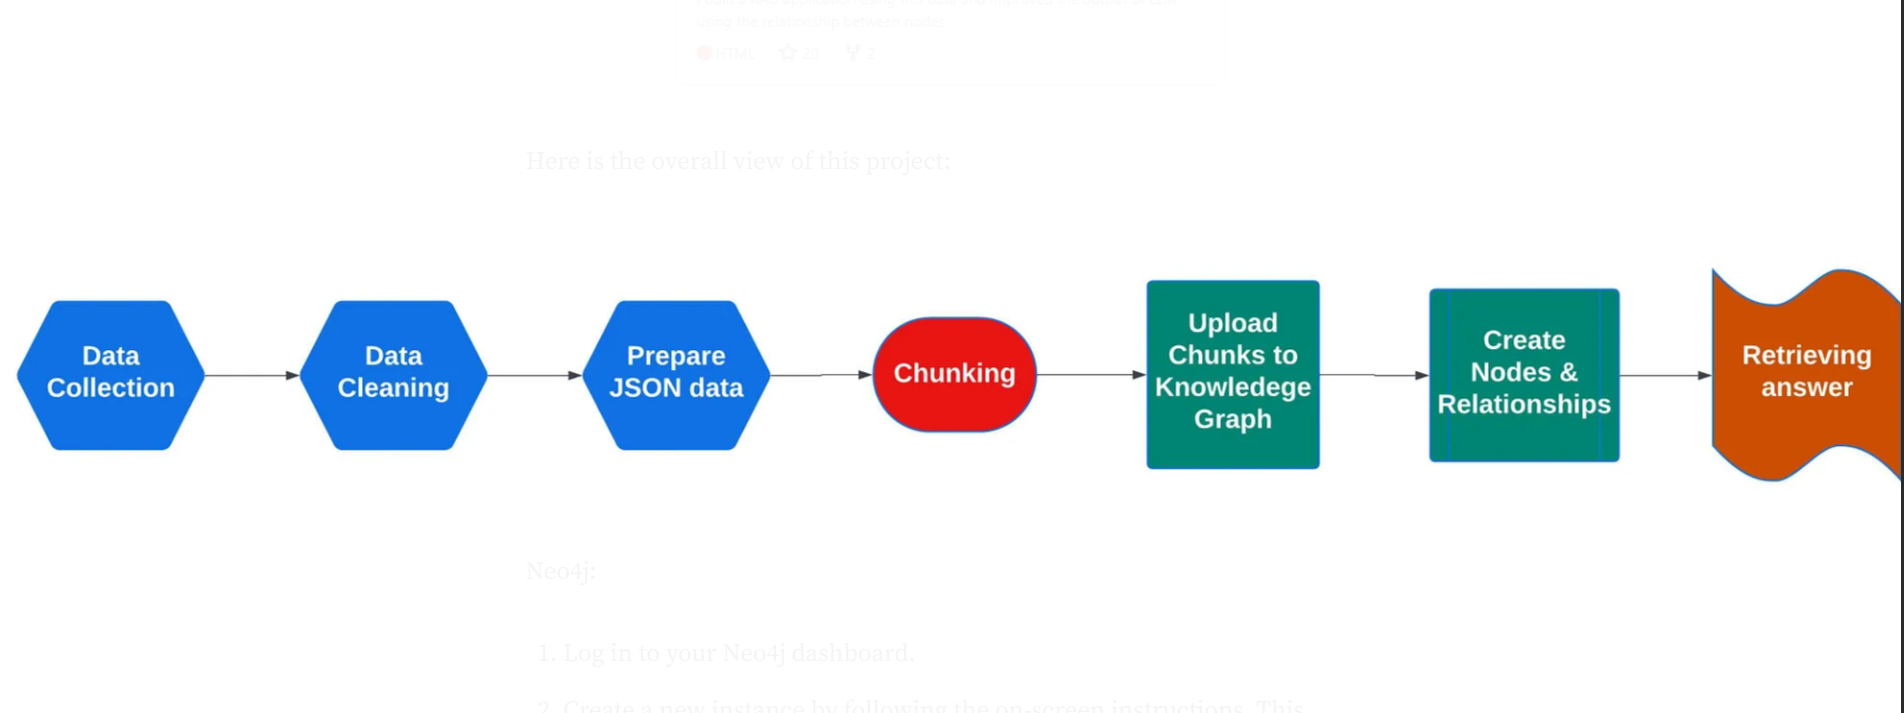 using the relationship between nodes
HTML 20 2
Here is the overall view of this project:
Data
Collection
Data
Cleaning
Prepare
JSON data
Chunking
Upload
Chunks to
Knowledege
Graph
Create
Nodes &
Relationships
Retrieving
answer
Neo4j:
1. Log in to your Neo4j dashboard.
2. Create a new instance by following the on-screen instructions. This